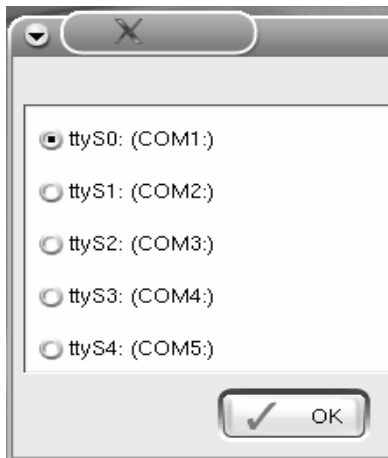 ttyS0: (COM1:)
ttyS1: (COM2:)
ttyS2: (COM3:)
ttyS3: (COM4:)
ttyS4: (COM5:)
OK